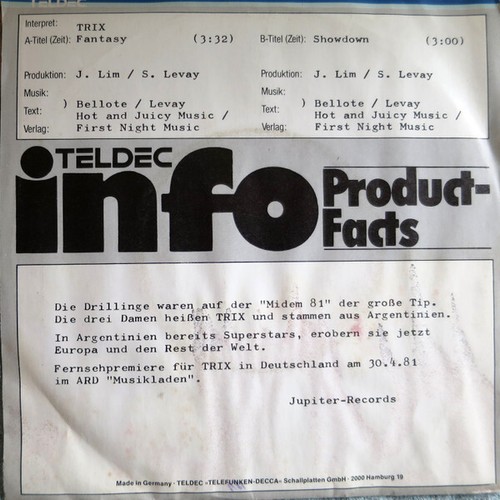 TELDEC
Interpret: TRIX
A-Titel (Zeit): Fantasy (3:32) B-Titel (Zeit): Showdown (3:00)
Produktion: J. Lim / S. Levay Produktion: J. Lim / S. Levay
Musik: Musik:
Text: ) Bellote / Levay Text: ) Bellote / Levay
Hot and Juicy Music / Hot and Juicy Music /
Verlag: First Night Music Verlag: First Night Music
TELDEC
info Product-
Facts
Die Drillinge waren auf der "Midem 81" der große Tip.
Die drei Damen heißen TRIX und stammen aus Argentinien.
In Argentinien bereits Superstars, erobern sie jetzt
Europa und den Rest der Welt.
Fernsehpremiere für TRIX in Deutschland am 30.4.81
im ARD "Musikladen".
Jupiter-Records
Made in Germany · TELDEC »TELEFUNKEN-DECCA« Schallplatten GmbH · 2000 Hamburg 19